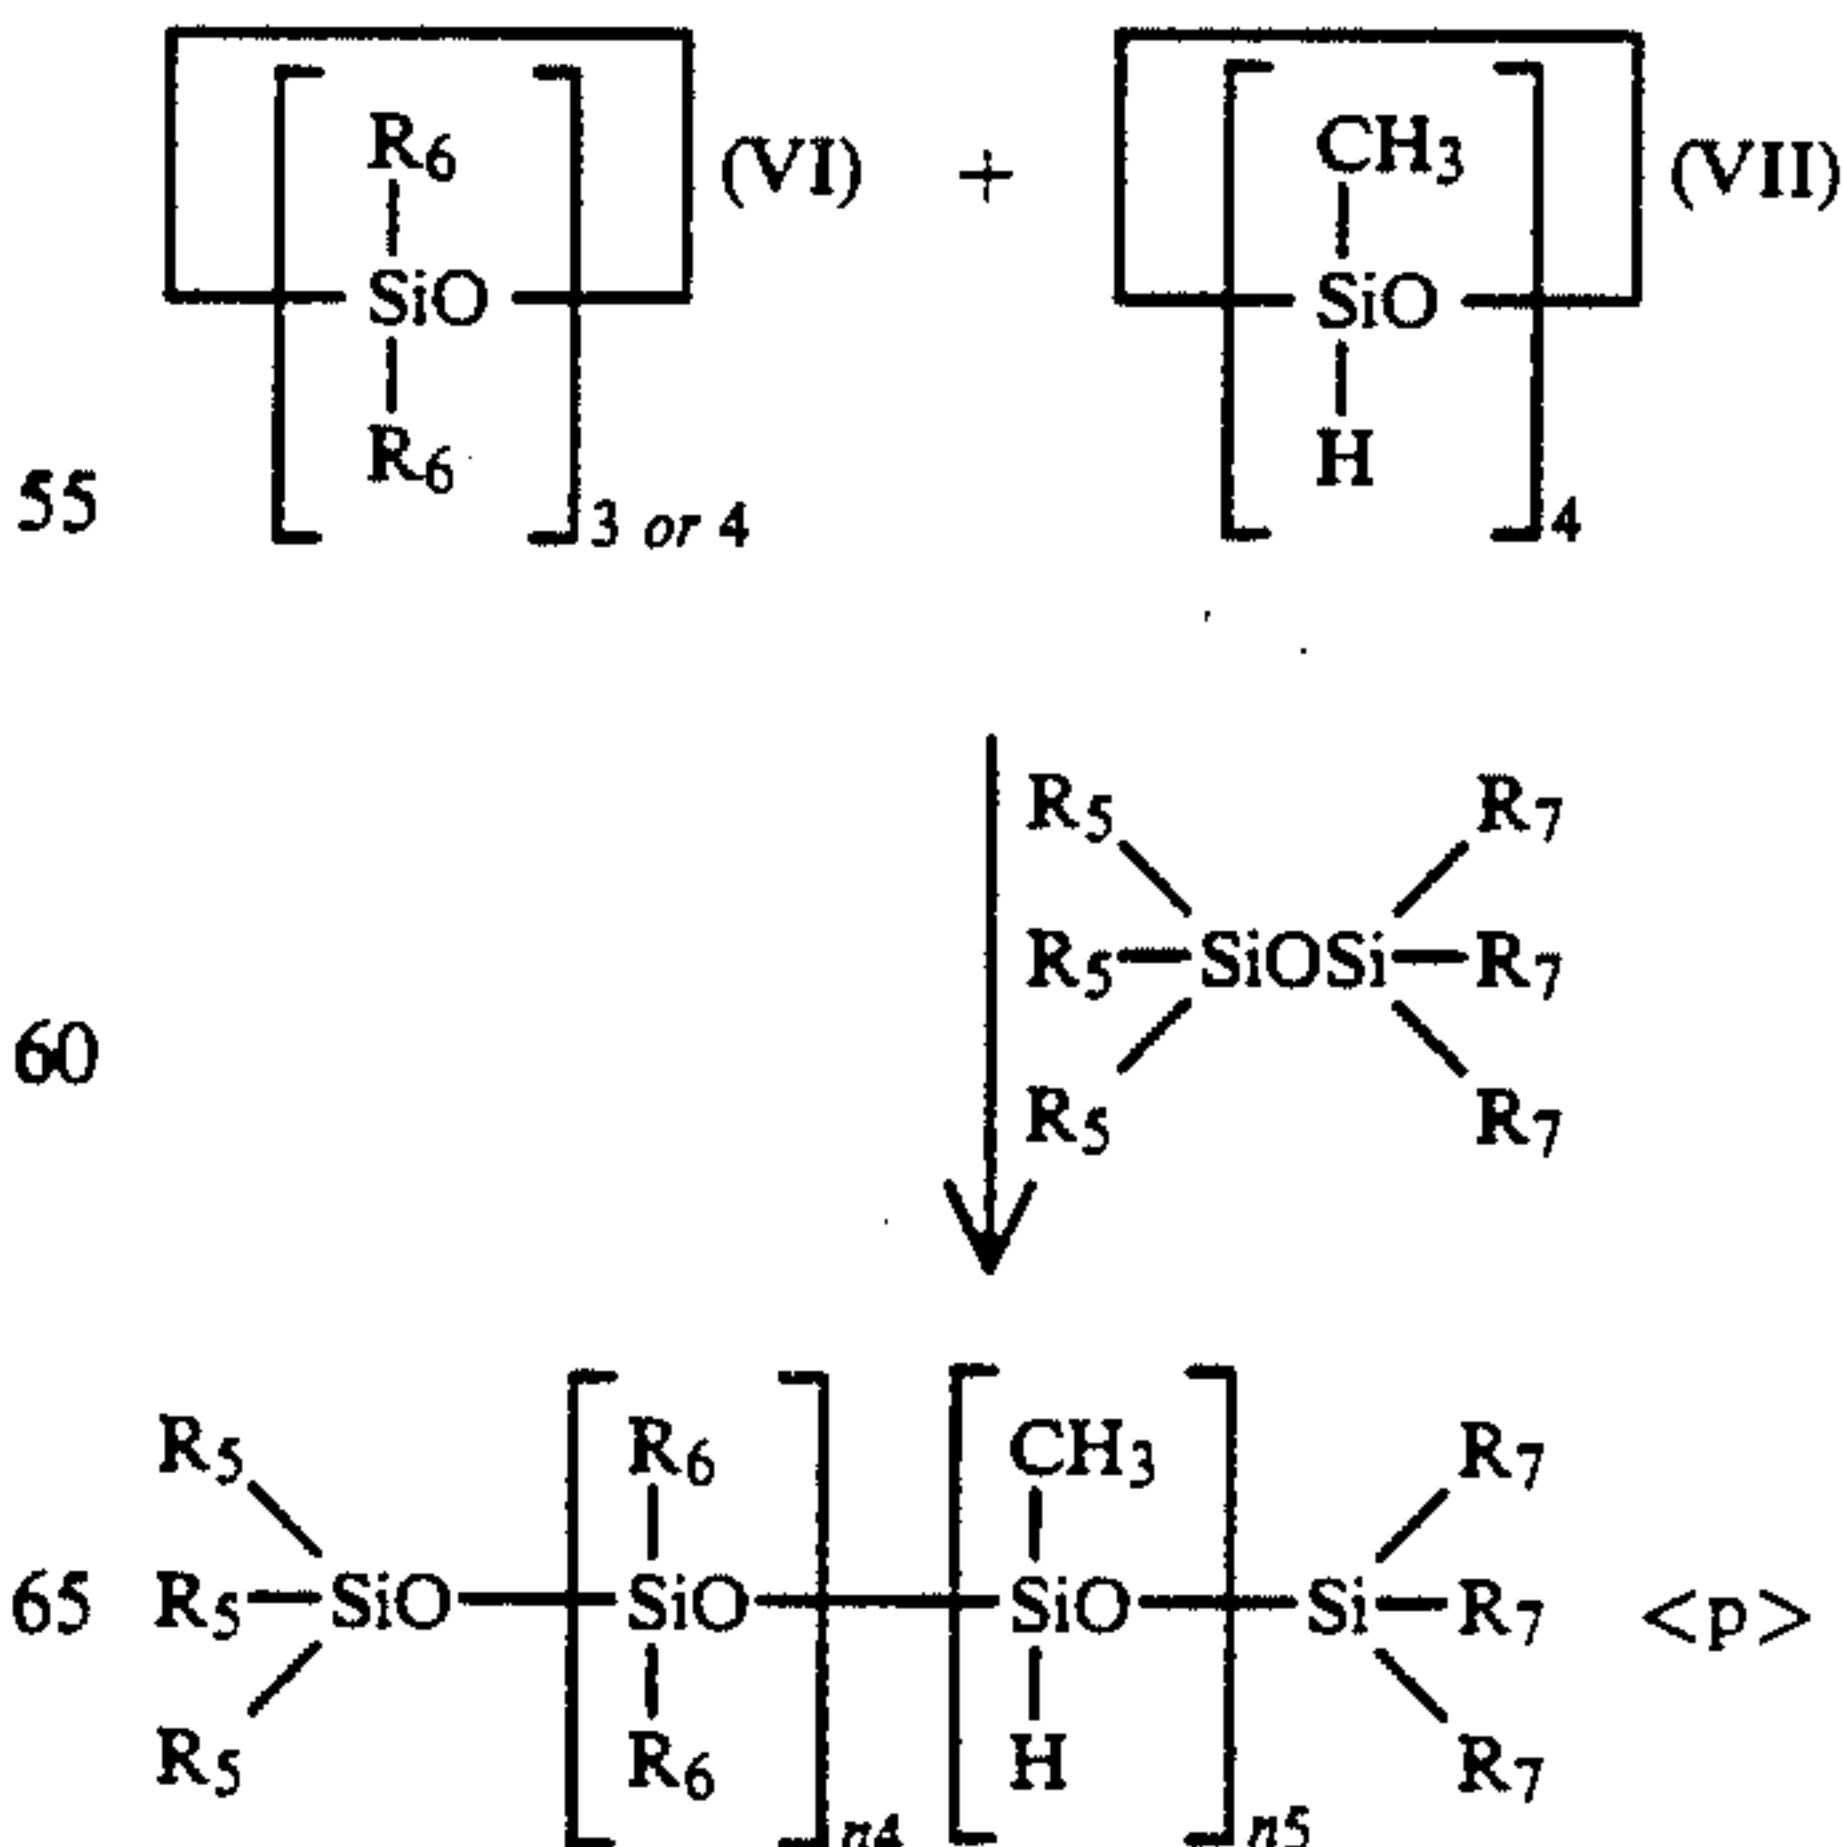 R6 CH3
(VI) + (VII)
SiO SiO
R6 H
55 3 or 4 4
R5 R7
R5 SiOSi R7
60
R5 R7
R5 R6 CH3 R7
65 R5 SiO SiO SiO Si R7 <p>
R5 R6 H R7
n4 n5